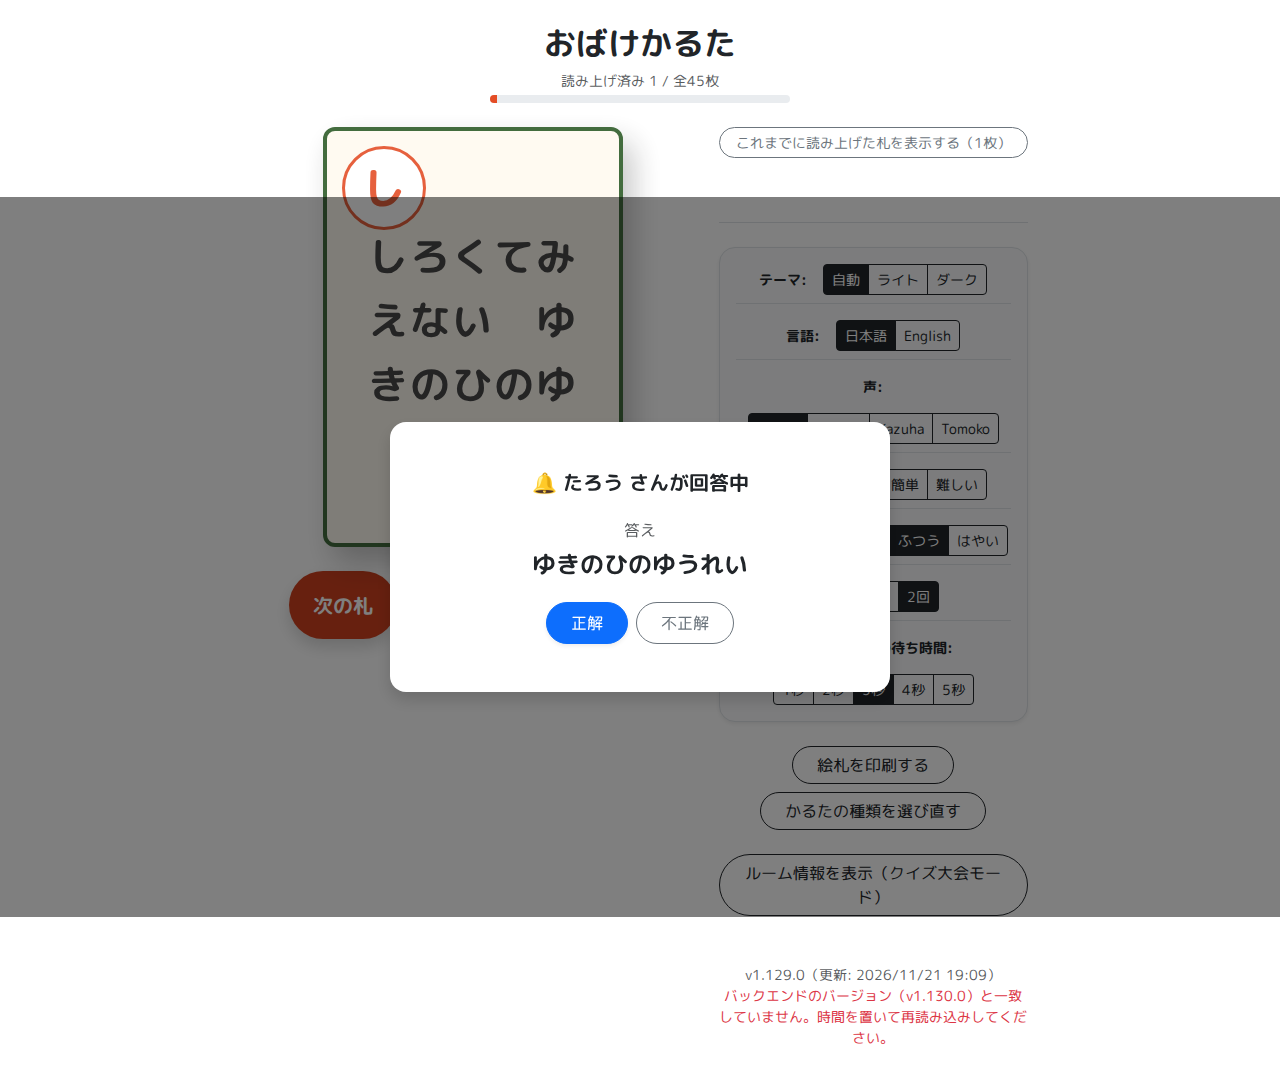 おばけかるた
読み上げ済み 1 / 全45枚
これまでに読み上げた札を表示する（1枚）
し
しろくてみ
えない　ゆ
きのひのゆ
次の札
テーマ: 自動 ライト ダーク
言語: 日本語 English
声:
azuha Tomoko
簡単 難しい
ふつう はやい
2回
待ち時間:
4秒 5秒
🔔 たろう さんが回答中
答え
ゆきのひのゆうれい
正解 不正解
絵札を印刷する
かるたの種類を選び直す
ルーム情報を表示（クイズ大会モー
ド）
v1.129.0（更新: 2026/11/21 19:09）
バックエンドのバージョン（v1.130.0）と一致
していません。時間を置いて再読み込みしてくだ
さい。